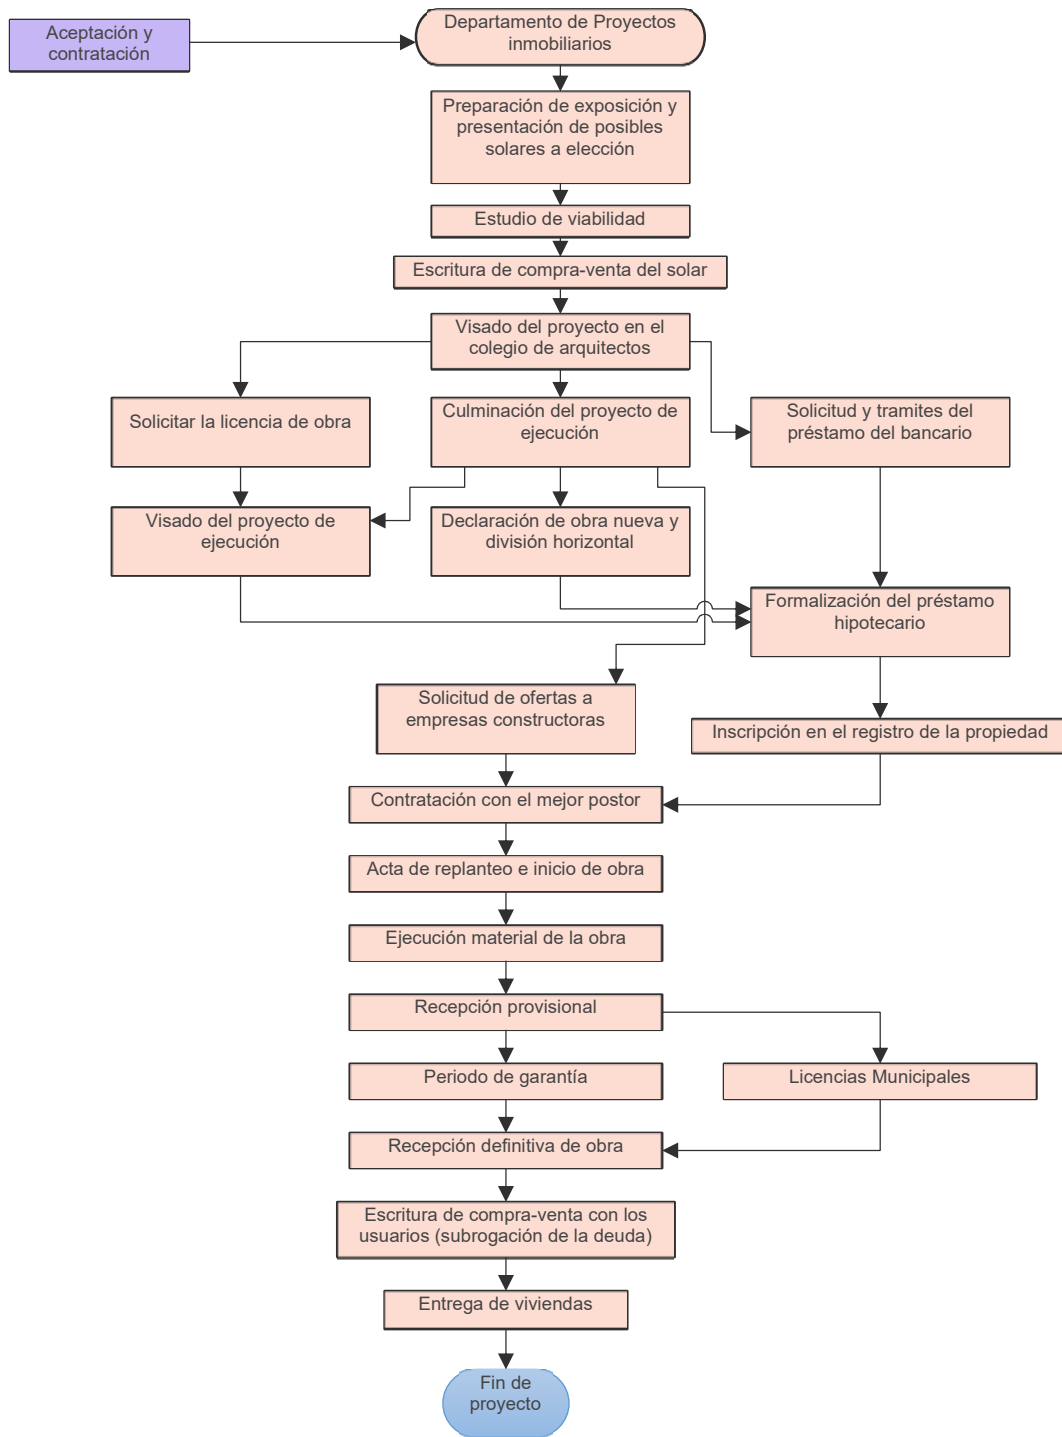 Aceptación y
contratación
Departamento de Proyectos
inmobiliarios
Preparación de exposición y
presentación de posibles
solares a elección
Estudio de viabilidad
Escritura de compra-venta del solar
Visado del proyecto en el
colegio de arquitectos
Solicitar la licencia de obra
Culminación del proyecto de
ejecución
Solicitud y tramites del
préstamo del bancario
Visado del proyecto de
ejecución
Declaración de obra nueva y
división horizontal
Formalización del préstamo
hipotecario
Solicitud de ofertas a
empresas constructoras
Inscripción en el registro de la propiedad
Contratación con el mejor postor
Acta de replanteo e inicio de obra
Ejecución material de la obra
Recepción provisional
Periodo de garantía
Licencias Municipales
Recepción definitiva de obra
Escritura de compra-venta con los
usuarios (subrogación de la deuda)
Entrega de viviendas
Fin de
proyecto